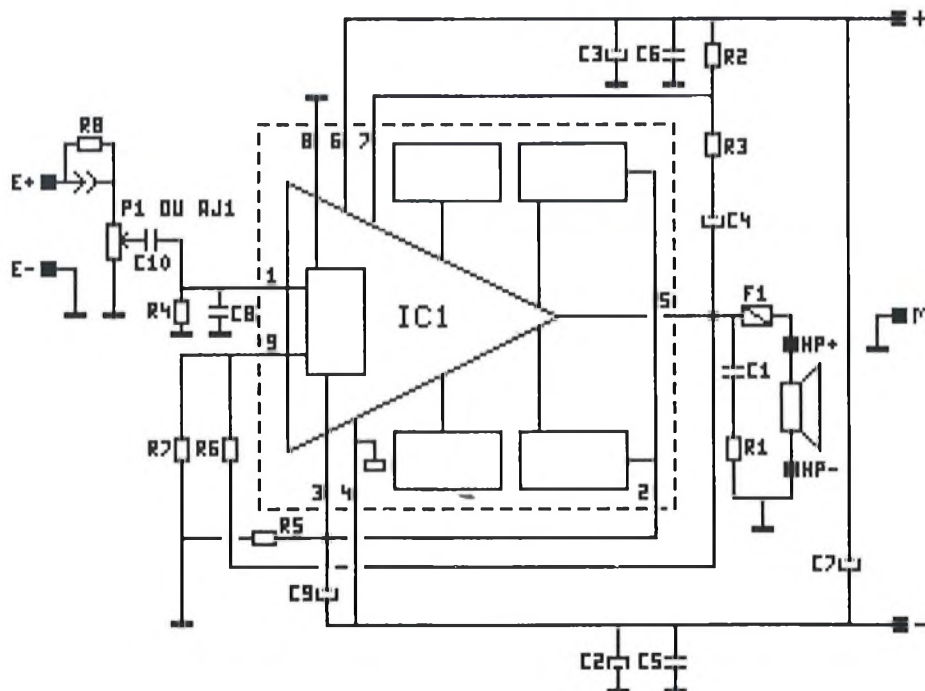 +
C3
C6
R2
R8
8
6
7
R3
E+
P1 OU AJ1
C4
C10
E-
1
5
F1
R4
C8
IC1
M
9
HP+
C1
R7
R6
R1
HP-
3
4
2
R5
C9
C7
-
C2
C5